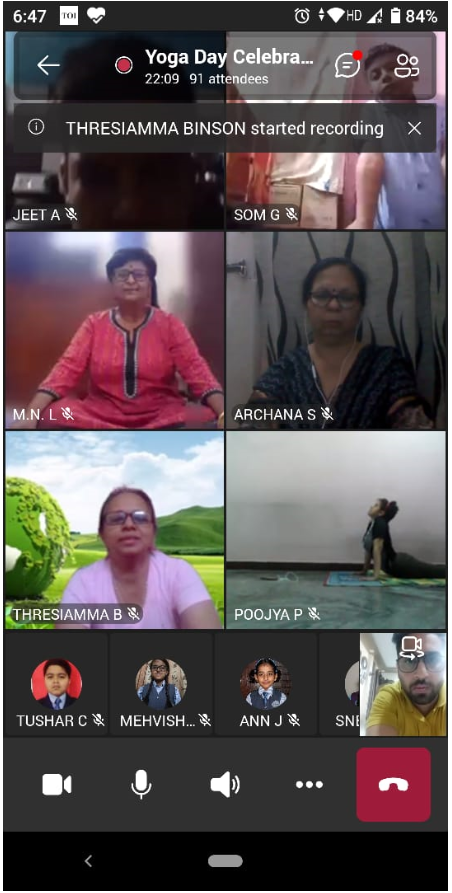 6:47 TOI HD 84%
Yoga Day Celebra...
22:09 91 attendees
THRESIAMMA BINSON started recording
JEET A SOM G
M.N. L ARCHANA S
THRESIAMMA B POOJYA P
TUSHAR C MEHVISH... ANN J SNE